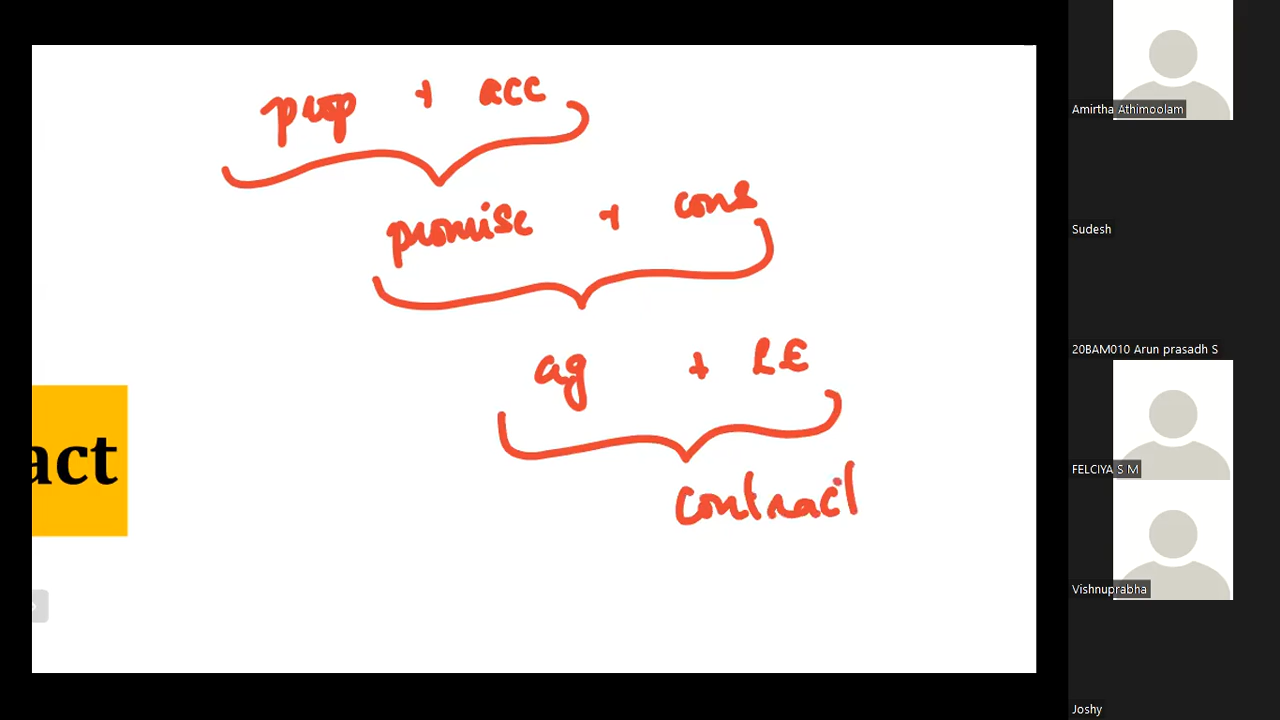 prop + acc
promise + cons
ag + LE
contract
act
Amirtha Athimoolam
Sudesh
20BAM010 Arun prasadh S
FELCIYA S M
Vishnuprabha
Joshy